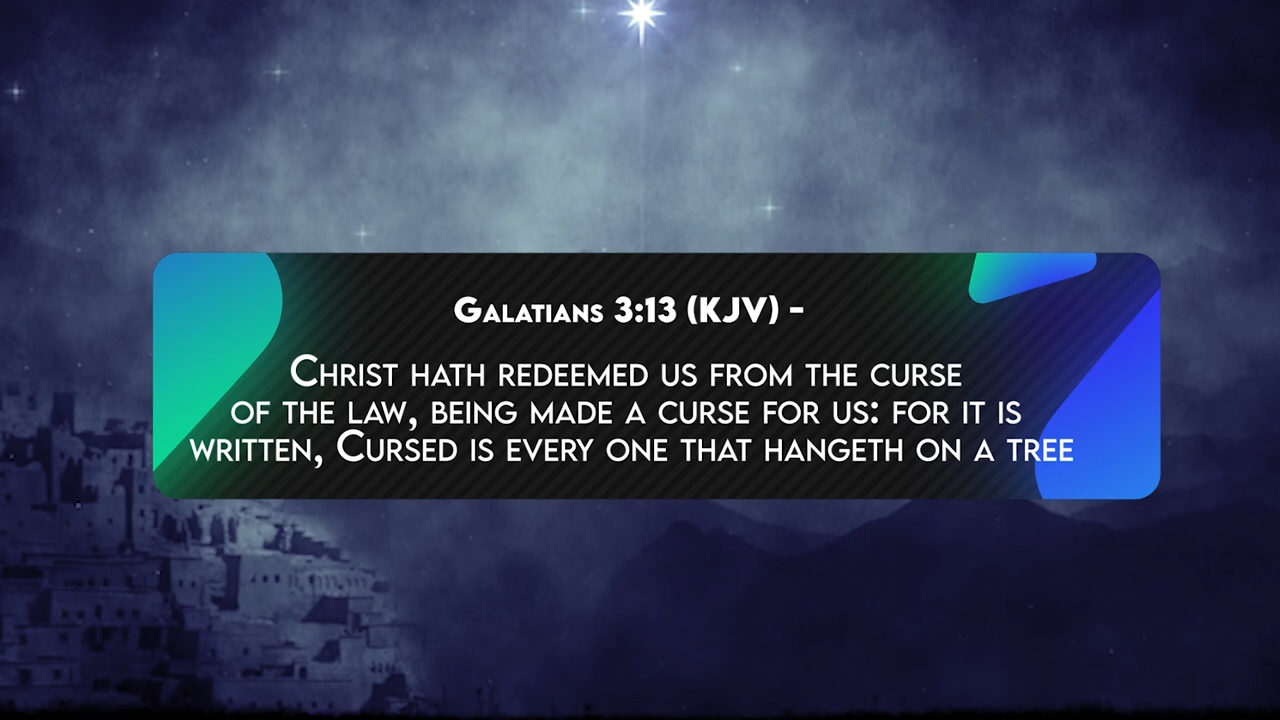 Galatians 3:13 (KJV) -
Christ hath redeemed us from the curse
of the law, being made a curse for us: for it is
written, Cursed is every one that hangeth on a tree